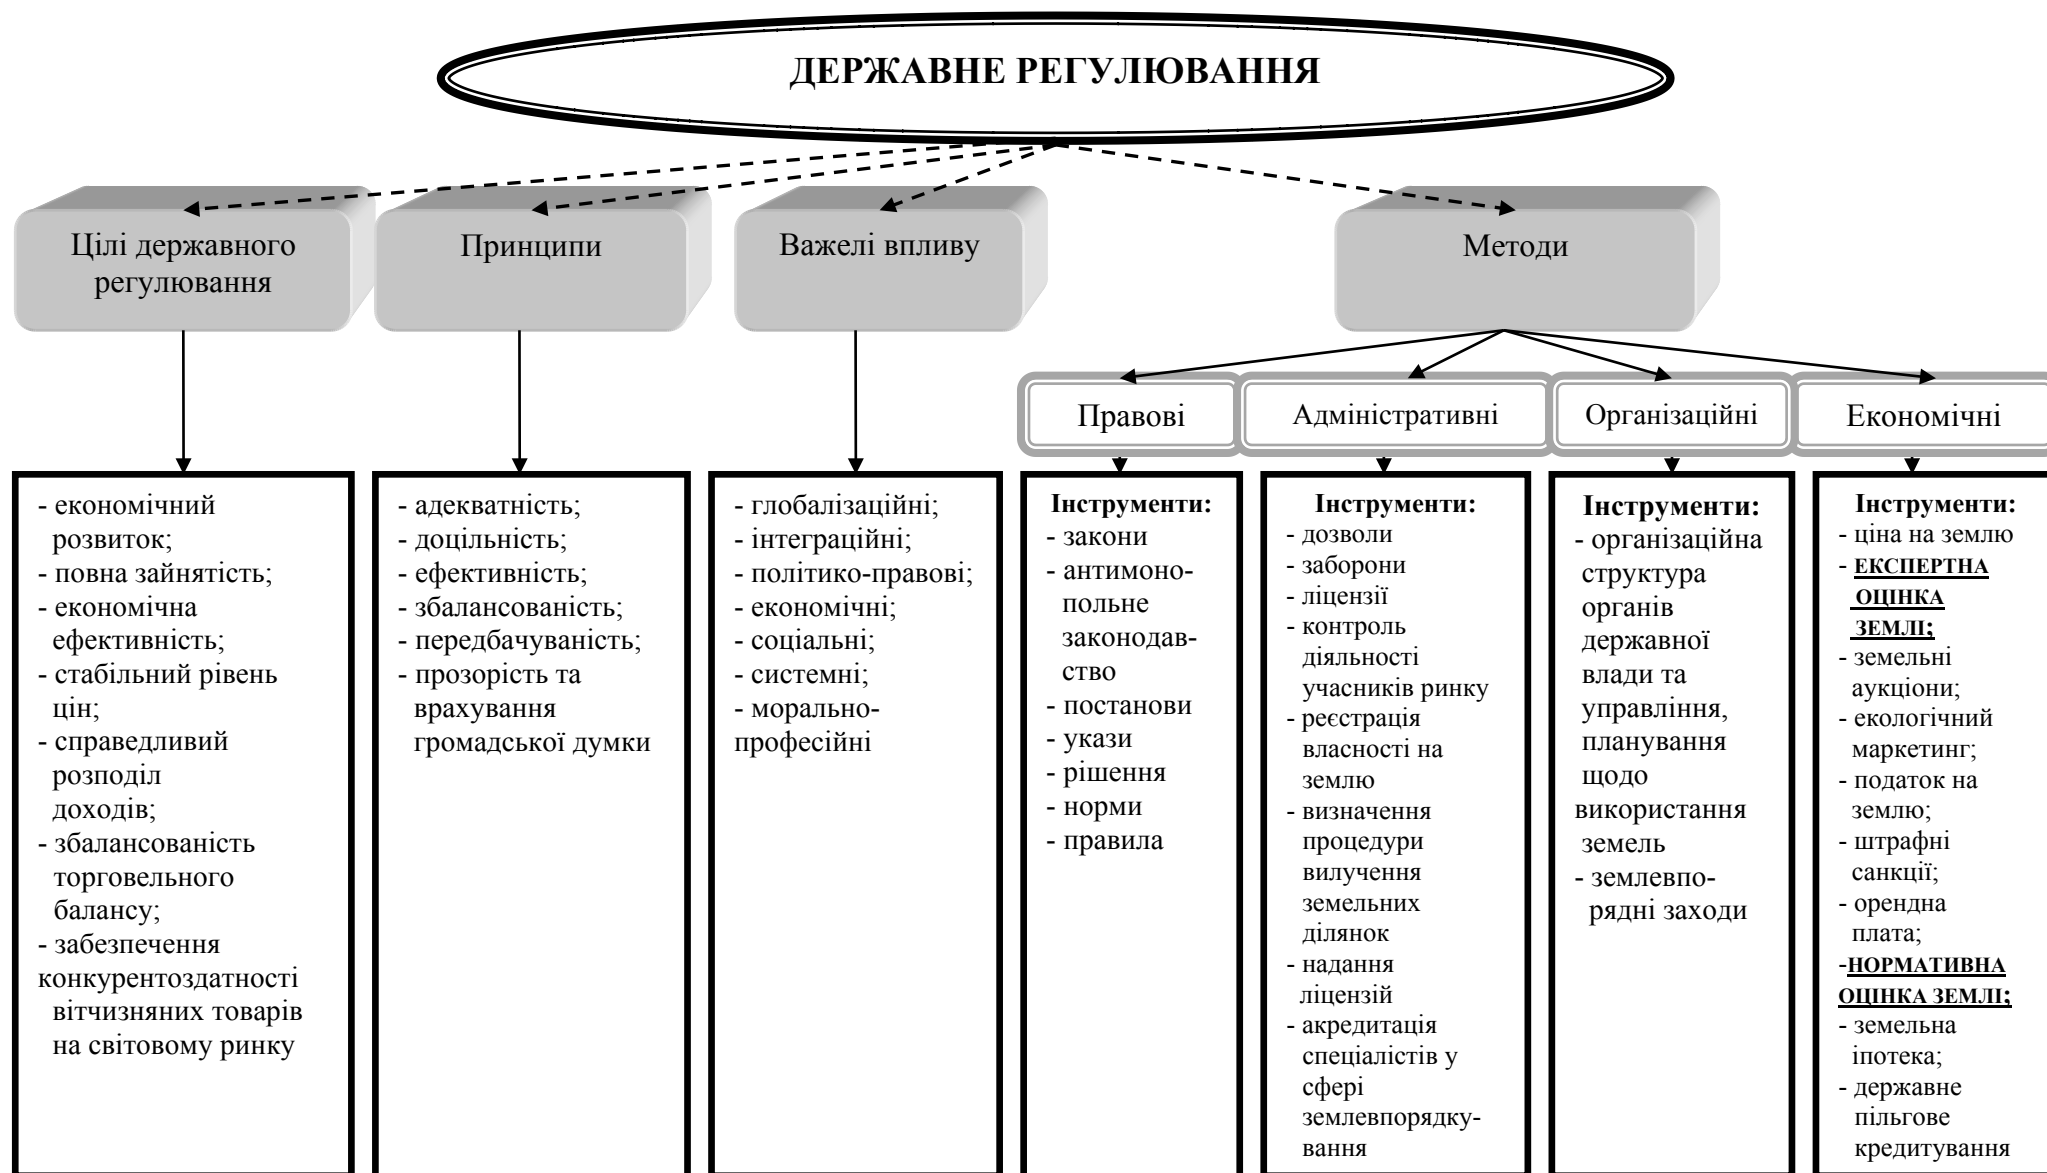 ДЕРЖАВНЕ РЕГУЛЮВАННЯ
Цілі державного
регулювання
Принципи
Важелі впливу
Методи
Правові
Адміністративні
Організаційні
Економічні
- економічний
розвиток;
- повна зайнятість;
- економічна
ефективність;
- стабільний рівень
цін;
- справедливий
розподіл
доходів;
- збалансованість
торговельного
балансу;
- забезпечення
конкурентоздатності
вітчизняних товарів
на світовому ринку
- адекватність;
- доцільність;
- ефективність;
- збалансованість;
- передбачуваність;
- прозорість та
врахування
громадської думки
- глобалізаційні;
- інтеграційні;
- політико-правові;
- економічні;
- соціальні;
- системні;
- морально-
професійні
Інструменти:
- закони
- антимоно-
польне
законодав-
ство
- постанови
- укази
- рішення
- норми
- правила
Інструменти:
- дозволи
- заборони
- ліцензії
- контроль
діяльності
учасників ринку
- реєстрація
власності на
землю
- визначення
процедури
вилучення
земельних
ділянок
- надання
ліцензій
- акредитація
спеціалістів у
сфері
землевпорядку-
вання
Інструменти:
- організаційна
структура
органів
державної
влади та
управління,
планування
щодо
використання
земель
- землевпо-
рядні заходи
Інструменти:
- ціна на землю
- ЕКСПЕРТНА
ОЦІНКА
ЗЕМЛІ;
- земельні
аукціони;
- екологічний
маркетинг;
- податок на
землю;
- штрафні
санкції;
- орендна
плата;
-НОРМАТИВНА
ОЦІНКА ЗЕМЛІ;
- земельна
іпотека;
- державне
пільгове
кредитування